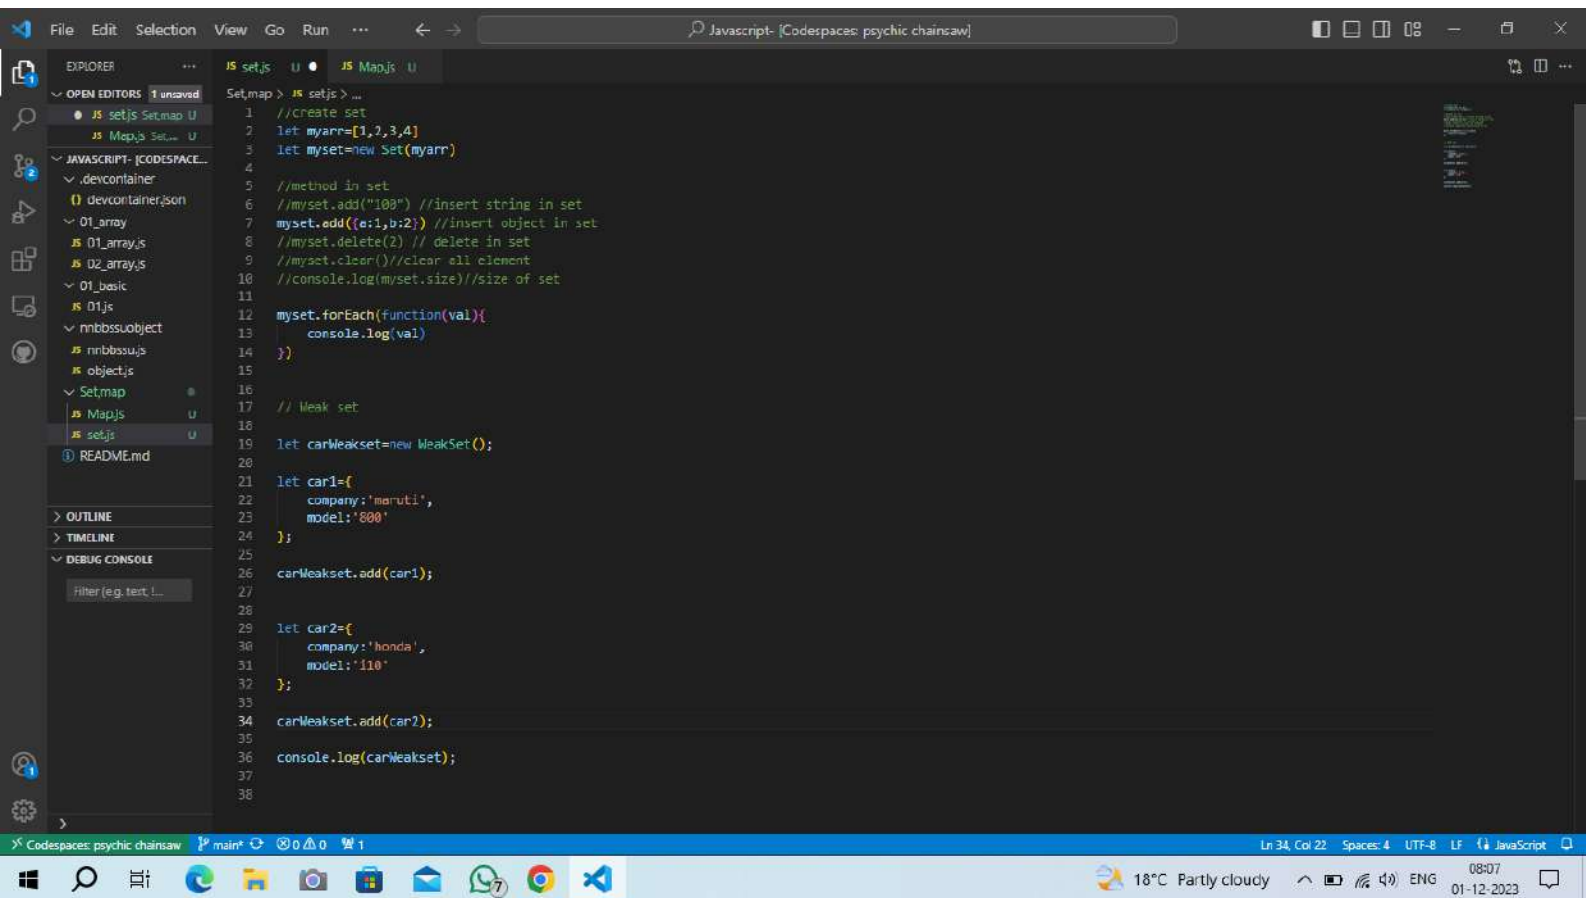 File Edit Selection View Go Run ...
Javascript- [Codespaces: psychic chainsaw]
EXPLORER
OPEN EDITORS 1 unsaved
JS set.js Set,map U
JS Map.js Set,... U
JAVASCRIPT- [CODESPACE...
.devcontainer
{} devcontainer.json
01_array
JS 01_array.js
JS 02_array.js
01_basic
JS 01.js
nnbbssuobject
JS nnbbssu.js
JS object.js
Set,map
JS Map.js U
JS set.js U
README.md
OUTLINE
TIMELINE
DEBUG CONSOLE
Filter (e.g. text, !...
JS set.js U
JS Map.js U
Set,map > JS set.js > ...
1 //create set
2 let myarr=[1,2,3,4]
3 let myset=new Set(myarr)
4
5 //method in set
6 //myset.add("100") //insert string in set
7 myset.add({a:1,b:2}) //insert object in set
8 //myset.delete(2) // delete in set
9 //myset.clear()//clear all element
10 //console.log(myset.size)//size of set
11
12 myset.forEach(function(val){
13 console.log(val)
14 })
15
16
17 // Weak set
18
19 let carWeakset=new WeakSet();
20
21 let car1={
22 company:'maruti',
23 model:'800'
24 };
25
26 carWeakset.add(car1);
27
28
29 let car2={
30 company:'honda',
31 model:'i10'
32 };
33
34 carWeakset.add(car2);
35
36 console.log(carWeakset);
37
38
Codespaces: psychic chainsaw main* 0 0 1
Ln 34, Col 22 Spaces: 4 UTF-8 LF JavaScript
7
18°C Partly cloudy ENG 08:07
01-12-2023